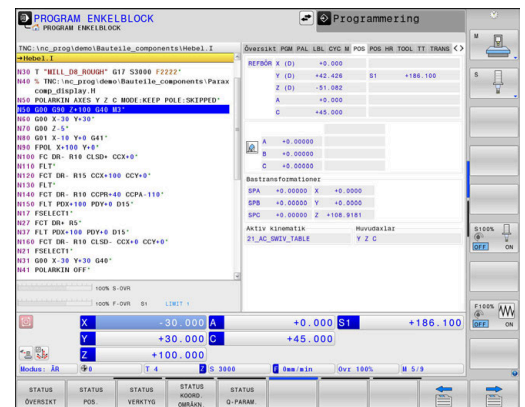 PROGRAM ENKELBLOCK
PROGRAM ENKELBLOCK
Programmering
TNC:\nc_prog\demo\Bauteile_components\Hebel.I
→Hebel.I
N30 T "MILL_D8_ROUGH" G17 S3000 F2222*
N40 % TNC:\nc_prog\demo\Bauteile_components\Parax
comp_display.H
N50 POLARKIN AXES Y Z C MODE:KEEP POLE:SKIPPED*
N50 G00 G90 Z+100 G40 M3*
N60 G00 X-30 Y+30*
N70 G00 Z-5*
N80 G01 X-10 Y+0 G41*
N90 FPOL X+100 Y+0*
N100 FC DR- R10 CLSD+ CCX+0*
N110 FLT*
N120 FCT DR- R15 CCX+100 CCY+0*
N130 FLT*
N140 FCT DR- R10 CCPR+40 CCPA-110*
N150 FLT PDX+100 PDY+0 D15*
N17 FSELECT1*
N27 FCT DR+ R5*
N37 FLT PDX+100 PDY+0 D15*
N160 FCT DR- R10 CLSD- CCX+0 CCY+0*
N21 FSELECT1*
N31 G00 X-30 Y+30 G40*
N41 POLARKIN OFF*
100% S-OVR
100% F-OVR S1 LIMIT 1
Översikt PGM PAL LBL CYC M POS POS HR TOOL TT TRANS
REFBÖR X (D) +0.000
Y (D) +42.426 S1 +186.100
Z (D) -51.082
A +0.000
C +45.000
A +0.00000
B +0.00000
C +0.00000
Bastransformationer
SPA +0.00000 X +0.0000
SPB +0.00000 Y +0.0000
SPC +0.00000 Z +108.9181
Aktiv kinematik Huvudaxlar
21_AC_SWIV_TABLE Y Z C
X -30.000 A +0.000 S1 +186.100
Y +30.000 C +45.000
Z +100.000
Modus: ÄR 0 T 4 Z S 3000 F 0mm/min Ovr 100% M 5/9
STATUS ÖVERSIKT
STATUS POS.
STATUS VERKTYG
STATUS KOORD. OMRÄKN.
STATUS Q-PARAM.
M
S
S100%
OFF ON
F100%
OFF ON